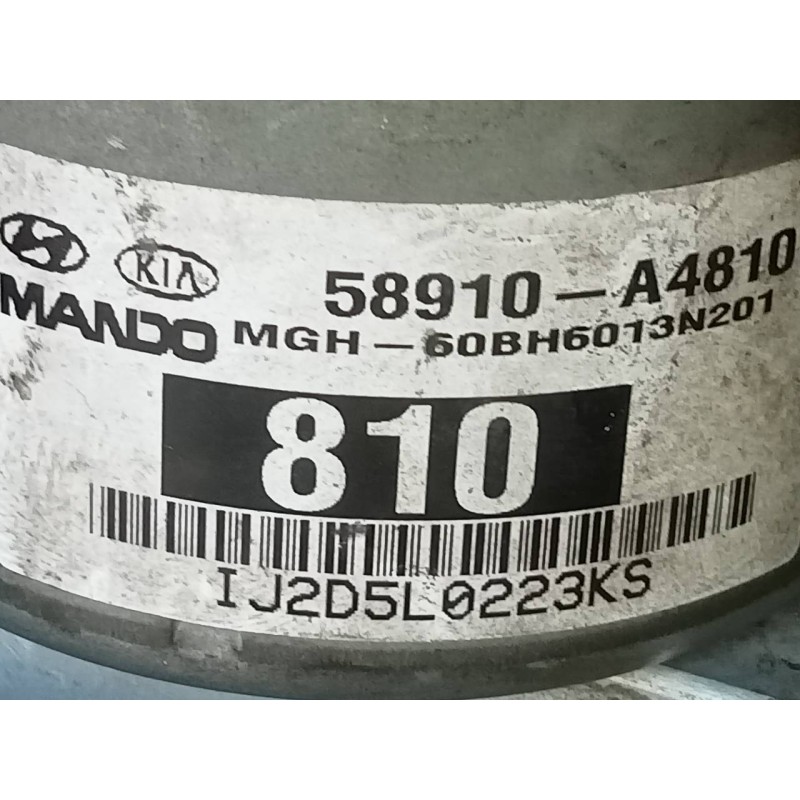 KIA 58910-A4810
MANDO MGH-60BH6013N201
810
IJ2D5L0223KS